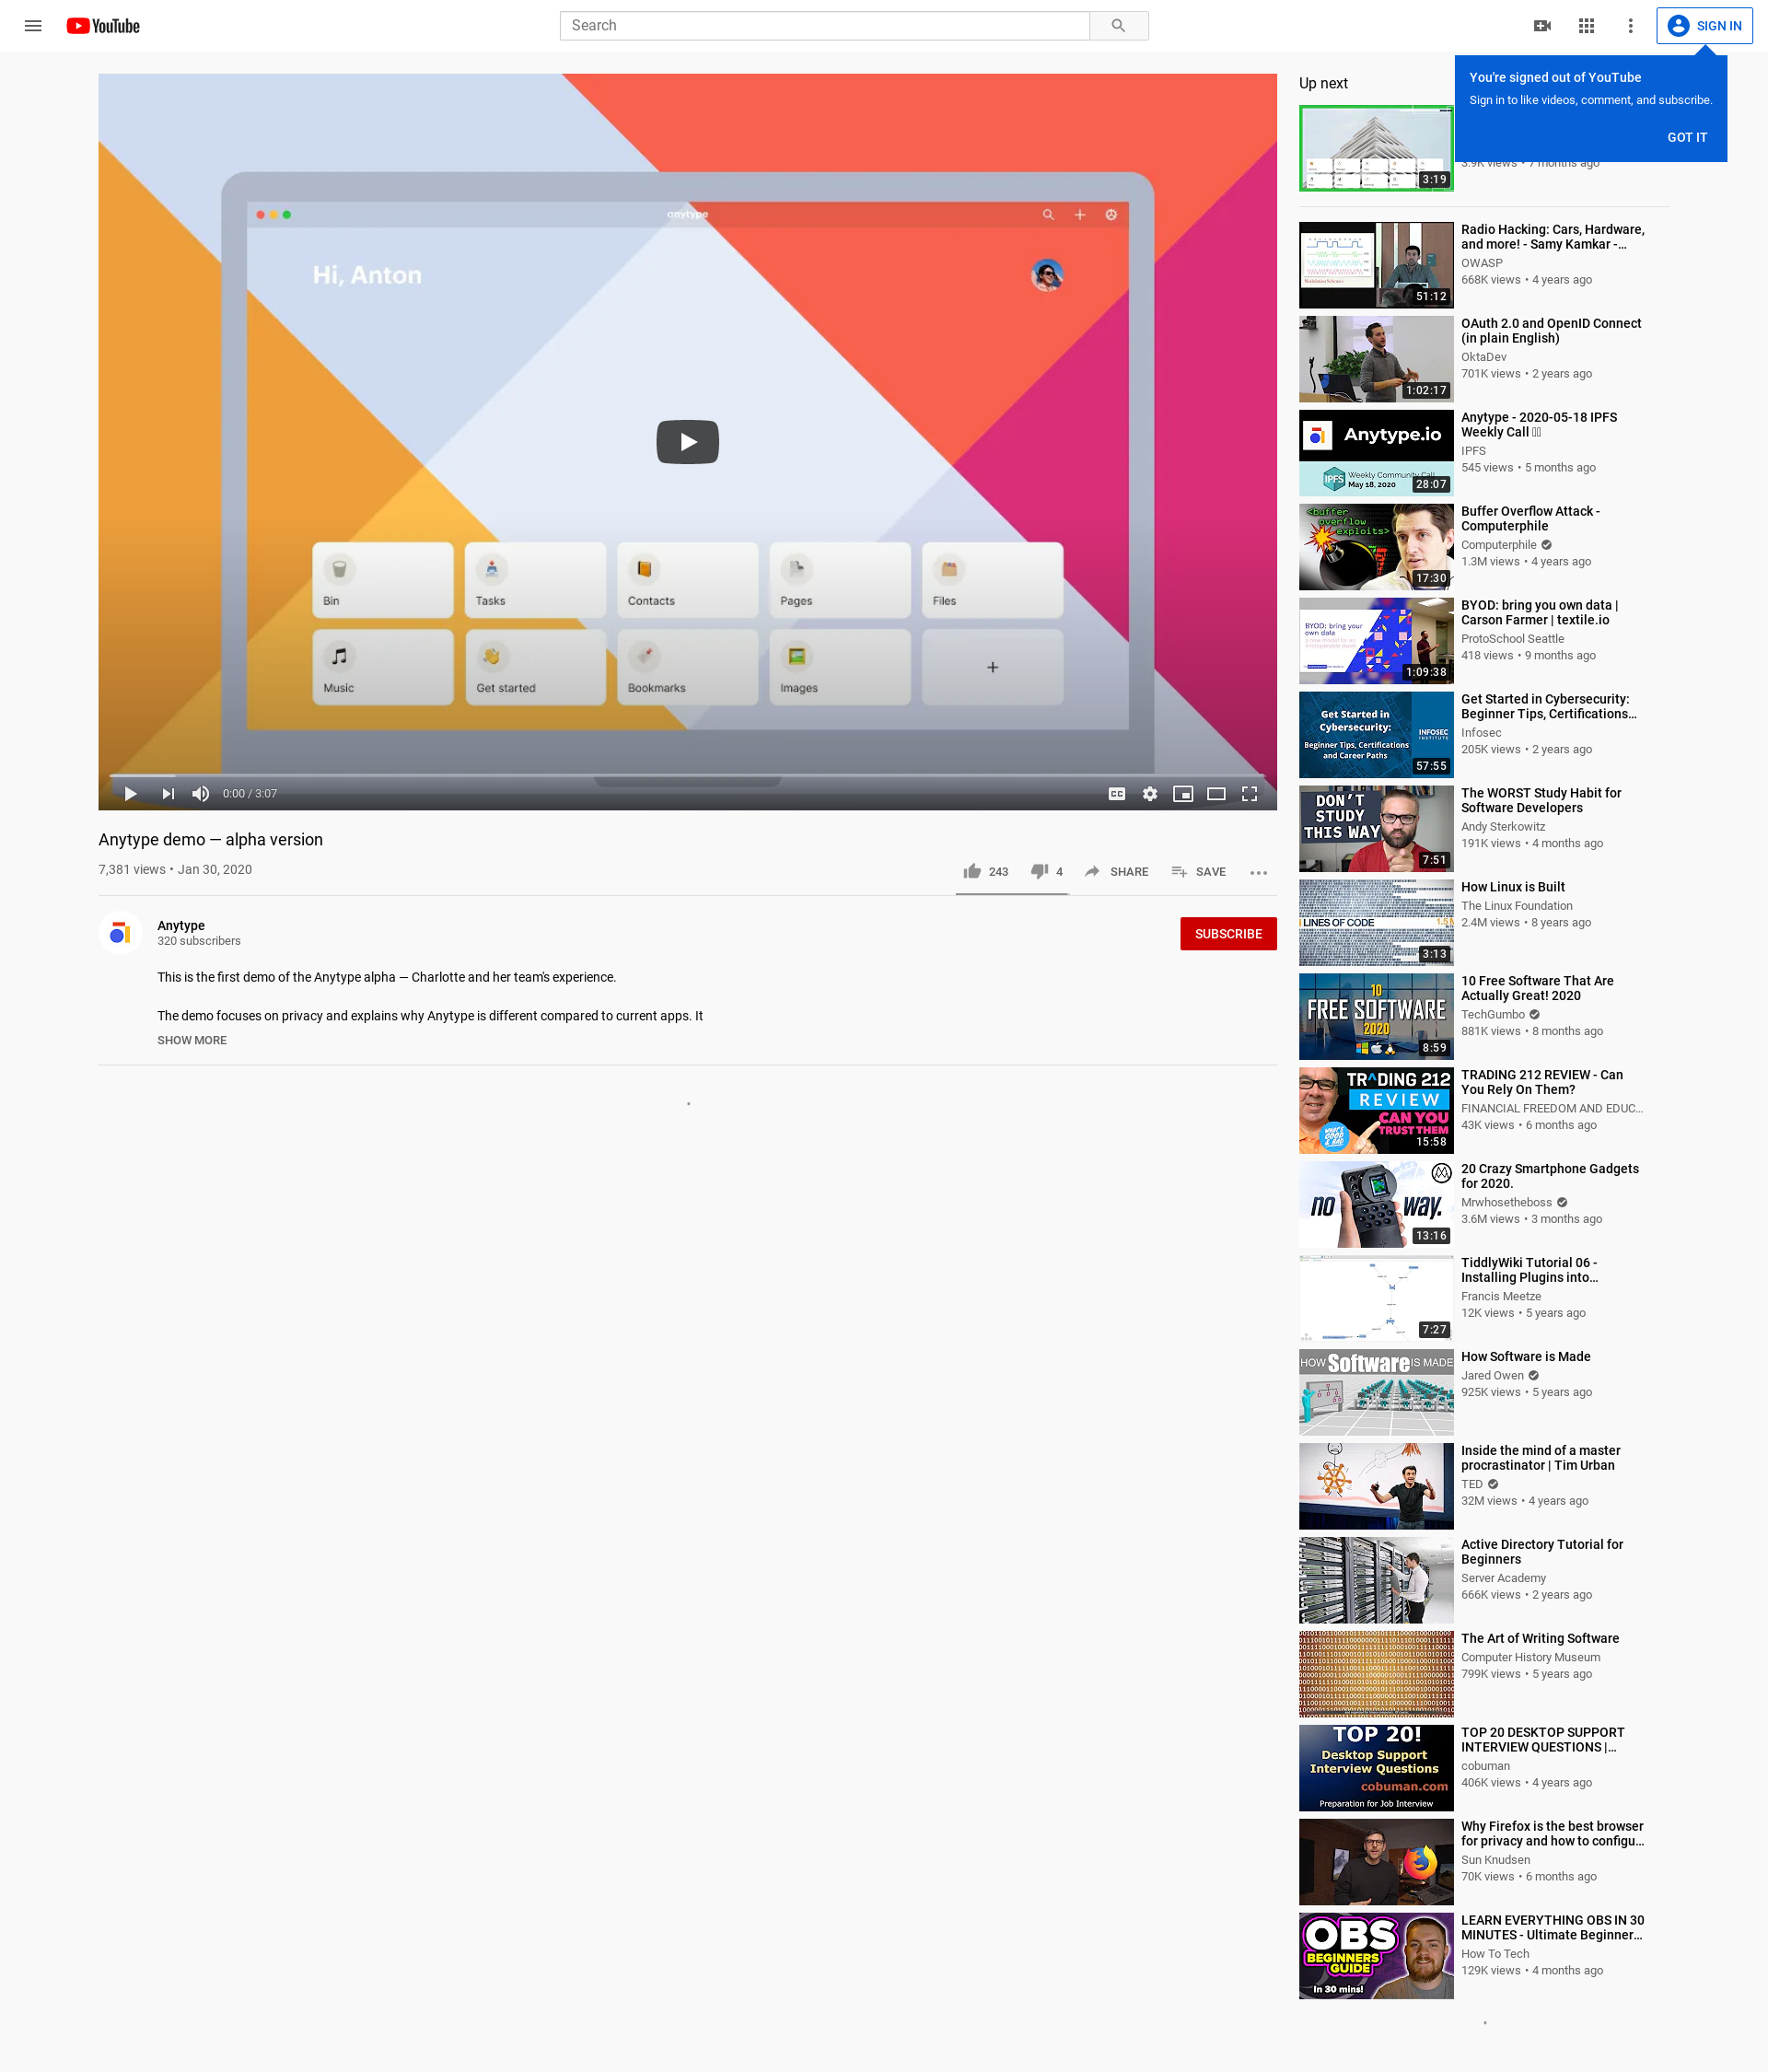 YouTube
Search
SIGN IN
You're signed out of YouTube
Sign in to like videos, comment, and subscribe.
GOT IT
anytype
Hi, Anton
Bin
Tasks
Contacts
Pages
Files
Music
Get started
Bookmarks
Images
+
0:00 / 3:07
CC
Anytype demo — alpha version
7,381 views • Jan 30, 2020
243
4
SHARE
SAVE
Anytype
320 subscribers
SUBSCRIBE
This is the first demo of the Anytype alpha — Charlotte and her team's experience.
The demo focuses on privacy and explains why Anytype is different compared to current apps. It
SHOW MORE
Up next
3:19
3.9K views • 7 months ago
51:12
Radio Hacking: Cars, Hardware,
and more! - Samy Kamkar -…
OWASP
668K views • 4 years ago
1:02:17
OAuth 2.0 and OpenID Connect
(in plain English)
OktaDev
701K views • 2 years ago
Anytype.io
IPFS
Weekly Community Call
May 18, 2020
28:07
Anytype - 2020-05-18 IPFS
Weekly Call
IPFS
545 views • 5 months ago
<buffer
overflow
exploits>
17:30
Buffer Overflow Attack -
Computerphile
Computerphile
1.3M views • 4 years ago
BYOD: bring your
own data
1:09:38
BYOD: bring you own data |
Carson Farmer | textile.io
ProtoSchool Seattle
418 views • 9 months ago
Get Started in
Cybersecurity:
Beginner Tips, Certifications
and Career Paths
INFOSEC
INSTITUTE
57:55
Get Started in Cybersecurity:
Beginner Tips, Certifications…
Infosec
205K views • 2 years ago
DON'T
STUDY
THIS WAY
7:51
The WORST Study Habit for
Software Developers
Andy Sterkowitz
191K views • 4 months ago
LINES OF CODE
3:13
How Linux is Built
The Linux Foundation
2.4M views • 8 years ago
10
FREE SOFTWARE
2020
8:59
10 Free Software That Are
Actually Great! 2020
TechGumbo
881K views • 8 months ago
TRADING 212
REVIEW
CAN YOU
TRUST THEM
WHAT'S
GOOD
& BAD
15:58
TRADING 212 REVIEW - Can
You Rely On Them?
FINANCIAL FREEDOM AND EDUC…
43K views • 6 months ago
no way.
13:16
20 Crazy Smartphone Gadgets
for 2020.
Mrwhosetheboss
3.6M views • 3 months ago
7:27
TiddlyWiki Tutorial 06 -
Installing Plugins into…
Francis Meetze
12K views • 5 years ago
HOW Software IS MADE
How Software is Made
Jared Owen
925K views • 5 years ago
Inside the mind of a master
procrastinator | Tim Urban
TED
32M views • 4 years ago
Active Directory Tutorial for
Beginners
Server Academy
666K views • 2 years ago
The Art of Writing Software
Computer History Museum
799K views • 5 years ago
TOP 20!
Desktop Support
Interview Questions
cobuman.com
Preparation for Job Interview
TOP 20 DESKTOP SUPPORT
INTERVIEW QUESTIONS |…
cobuman
406K views • 4 years ago
Why Firefox is the best browser
for privacy and how to configu…
Sun Knudsen
70K views • 6 months ago
OBS
BEGINNERS
GUIDE
In 30 mins!
LEARN EVERYTHING OBS IN 30
MINUTES - Ultimate Beginner…
How To Tech
129K views • 4 months ago